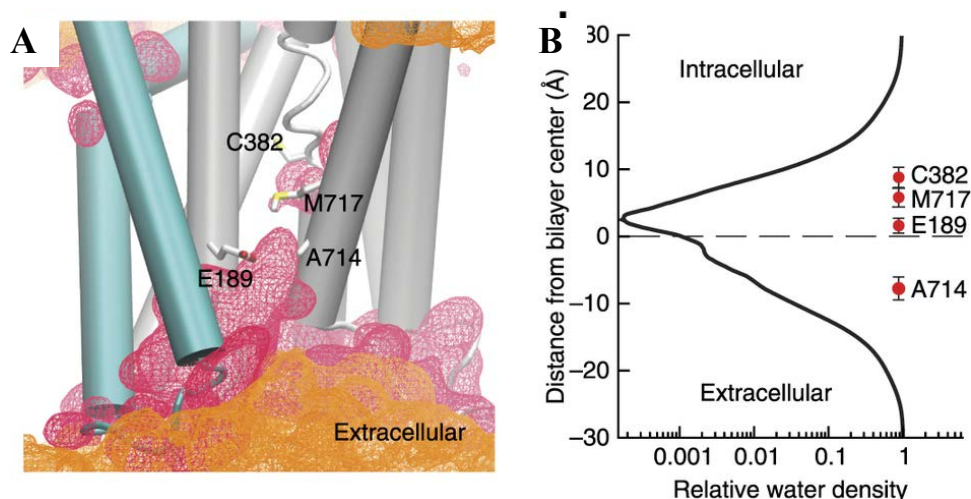 A
C382
M717
E189
A714
Extracellular
B
Distance from bilayer center (Å)
30
20
10
0
−10
−20
−30
Intracellular
C382
M717
E189
A714
Extracellular
0.001
0.01
0.1
1
Relative water density